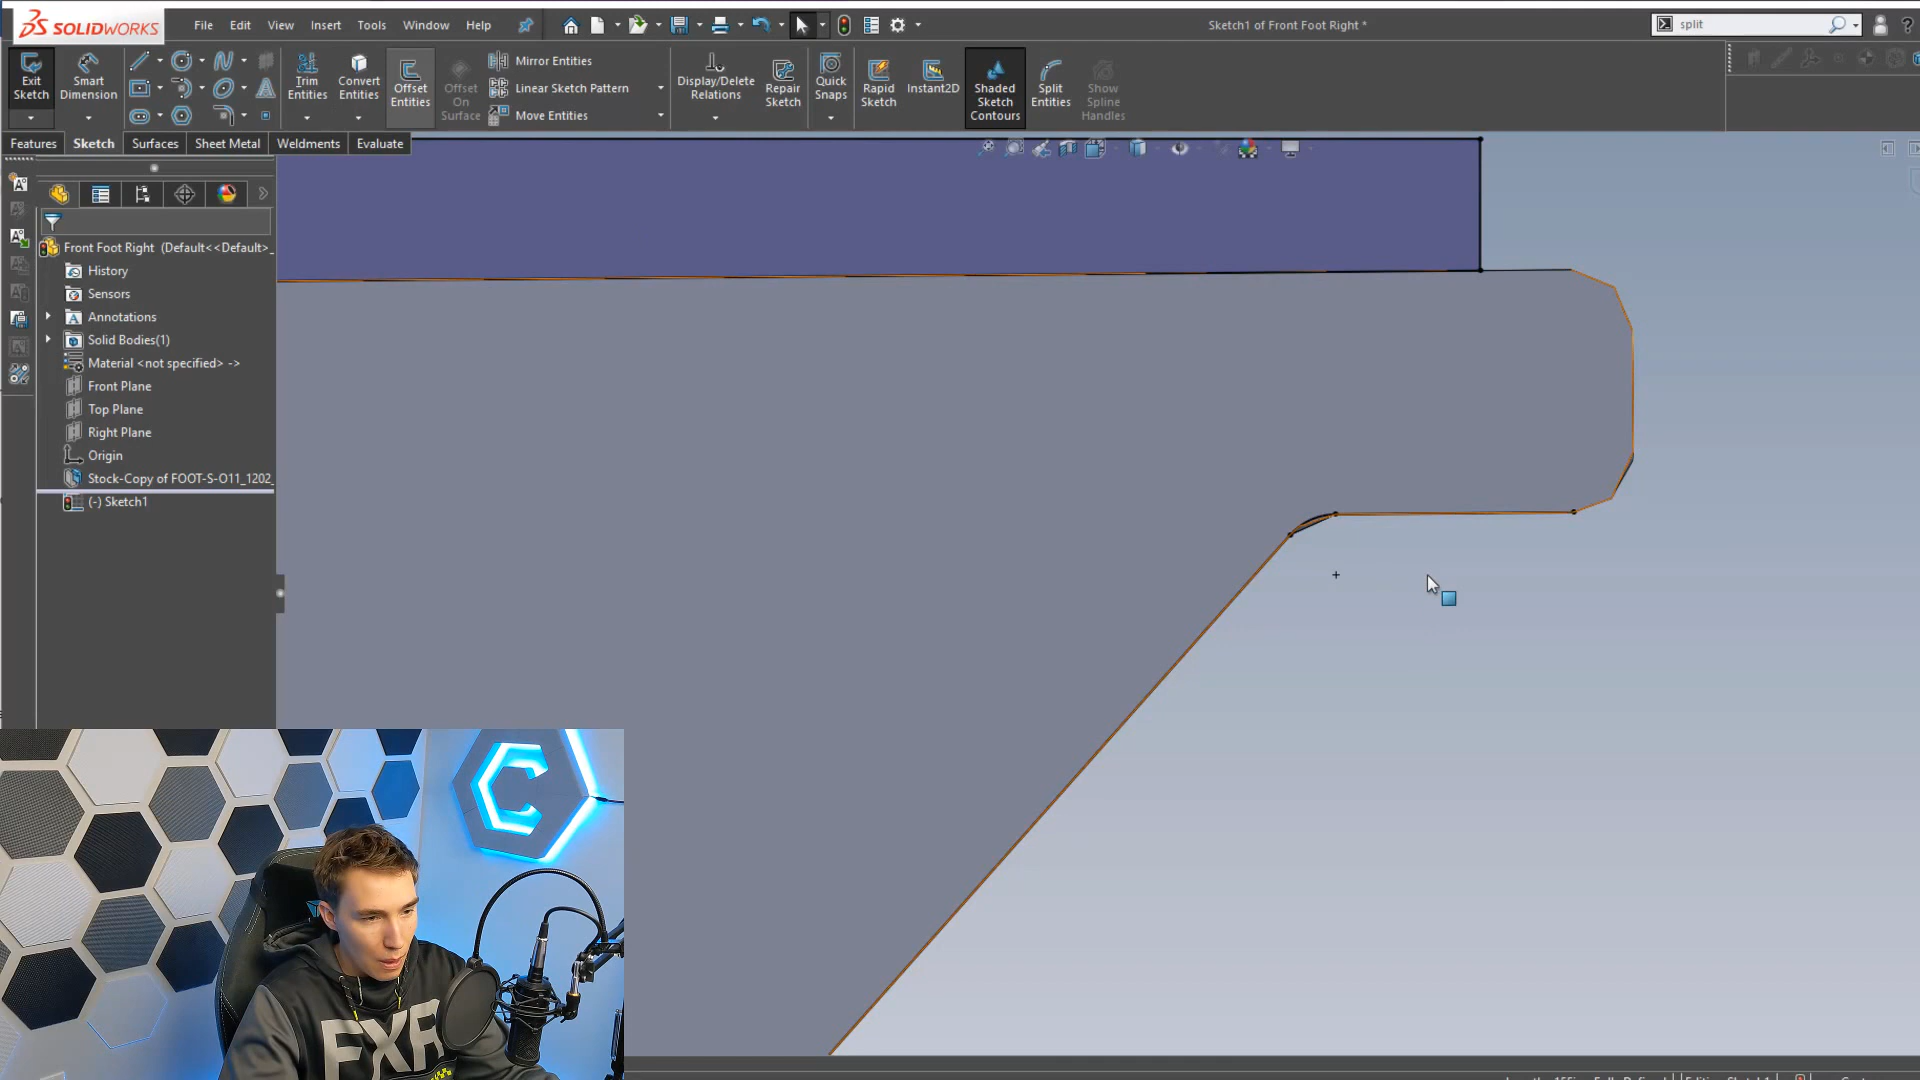 SOLIDWORKS
File Edit View Insert Tools Window Help
Sketch1 of Front Foot Right *
split
Exit Sketch
Smart Dimension
Trim Entities
Convert Entities
Offset Entities
Offset On Surface
Mirror Entities
Linear Sketch Pattern
Move Entities
Display/Delete Relations
Repair Sketch
Quick Snaps
Rapid Sketch
Instant2D
Shaded Sketch Contours
Split Entities
Show Spline Handles
Features Sketch Surfaces Sheet Metal Weldments Evaluate
Front Foot Right (Default<<Default>_
History
Sensors
Annotations
Solid Bodies(1)
Material <not specified> ->
Front Plane
Top Plane
Right Plane
Origin
Stock-Copy of FOOT-S-O11_1202_
(-) Sketch1
FXR